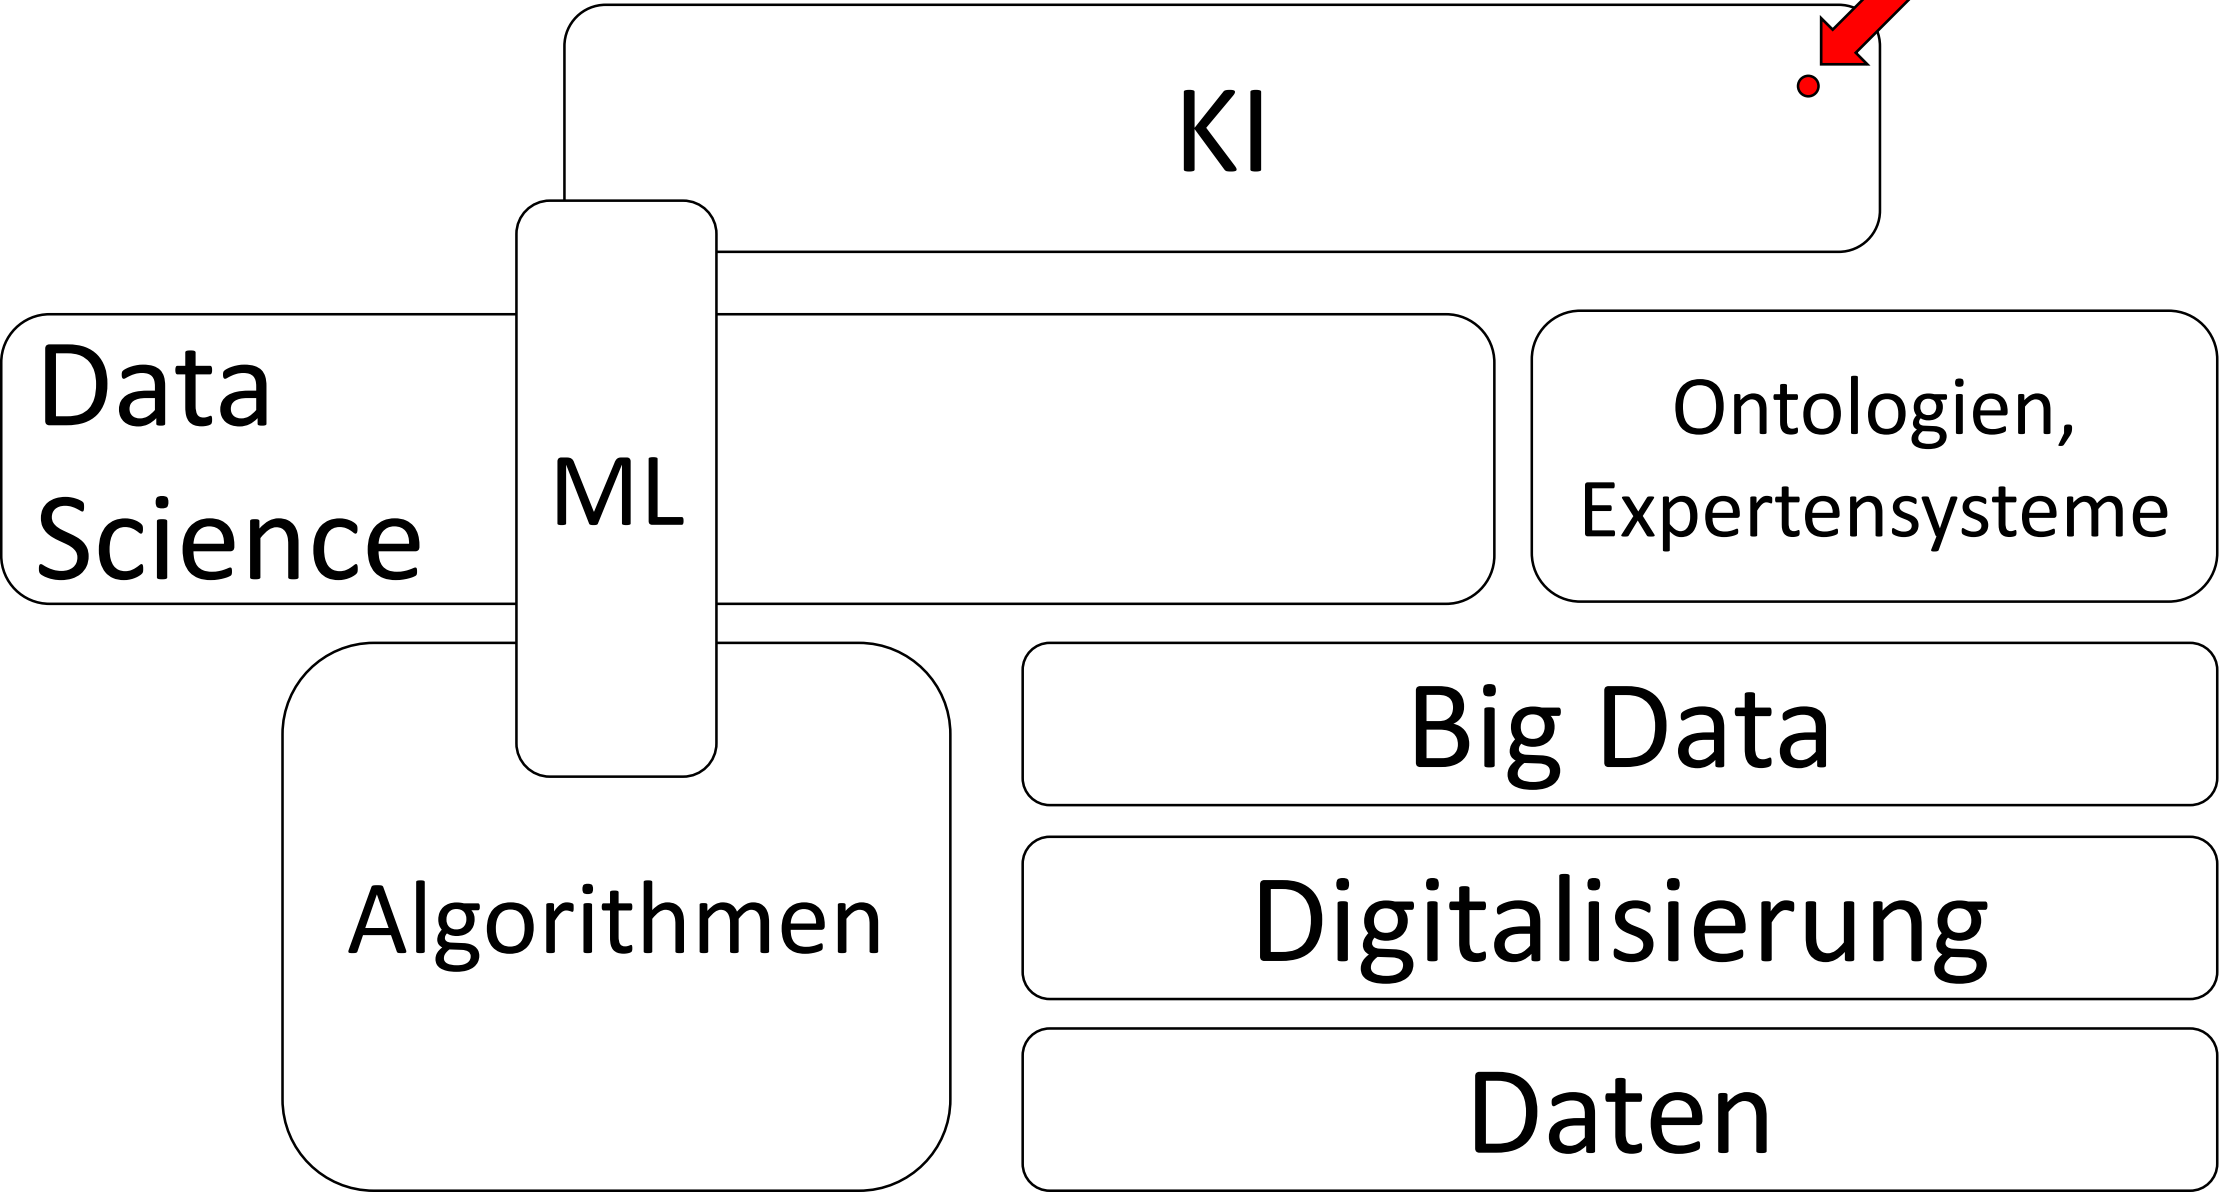 KI
Data
Science
ML
Ontologien,
Expertensysteme
Big Data
Algorithmen
Digitalisierung
Daten